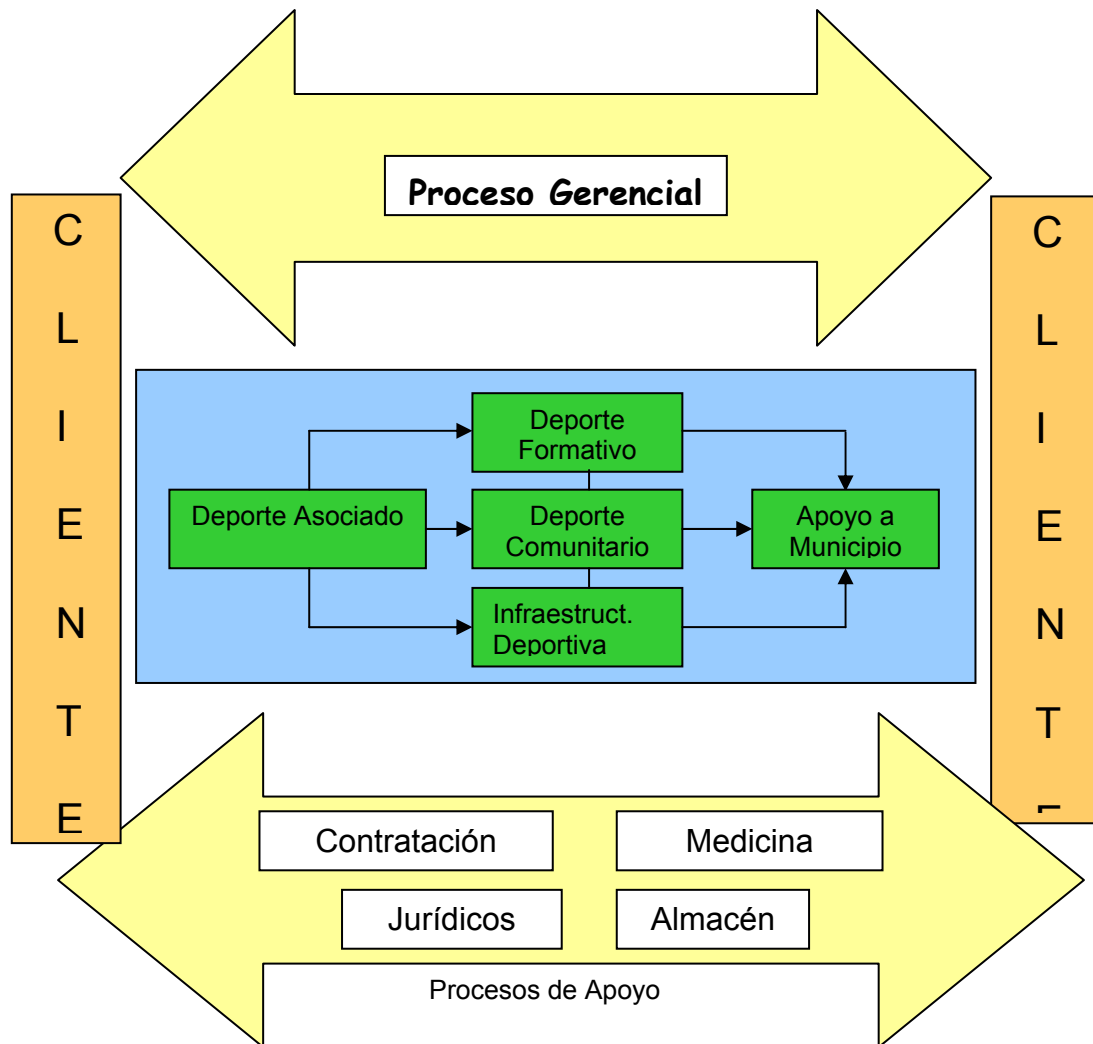 Proceso Gerencial
C
L
I
E
N
T
E
C
L
I
E
N
T
E
Deporte
Formativo
Deporte Asociado
Deporte
Comunitario
Apoyo a
Municipio
Infraestruct.
Deportiva
Contratación
Medicina
Jurídicos
Almacén
Procesos de Apoyo